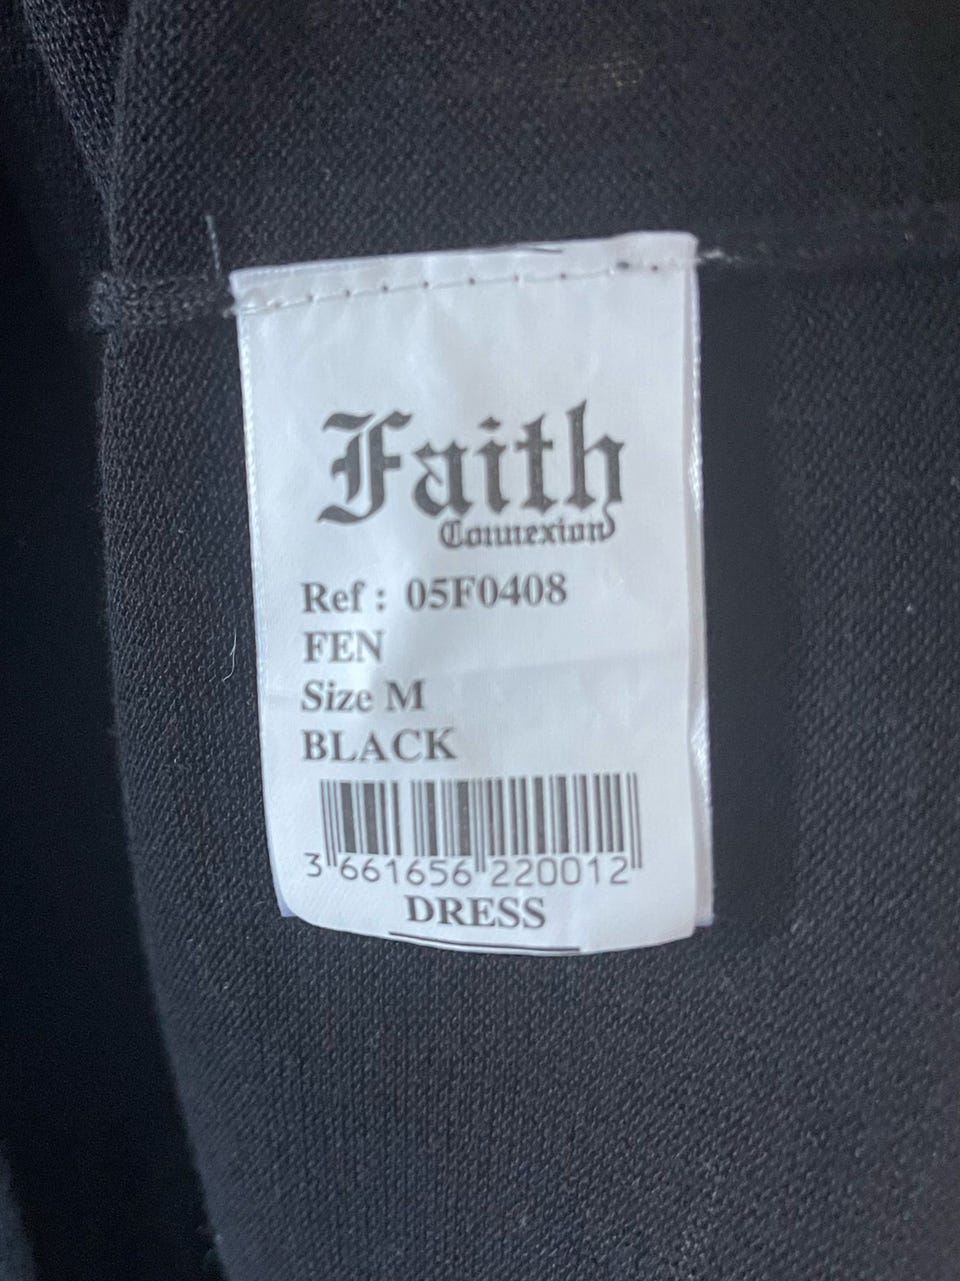 Faith
Connexion
Ref : 05F0408
FEN
Size M
BLACK
3 661656 220012
DRESS